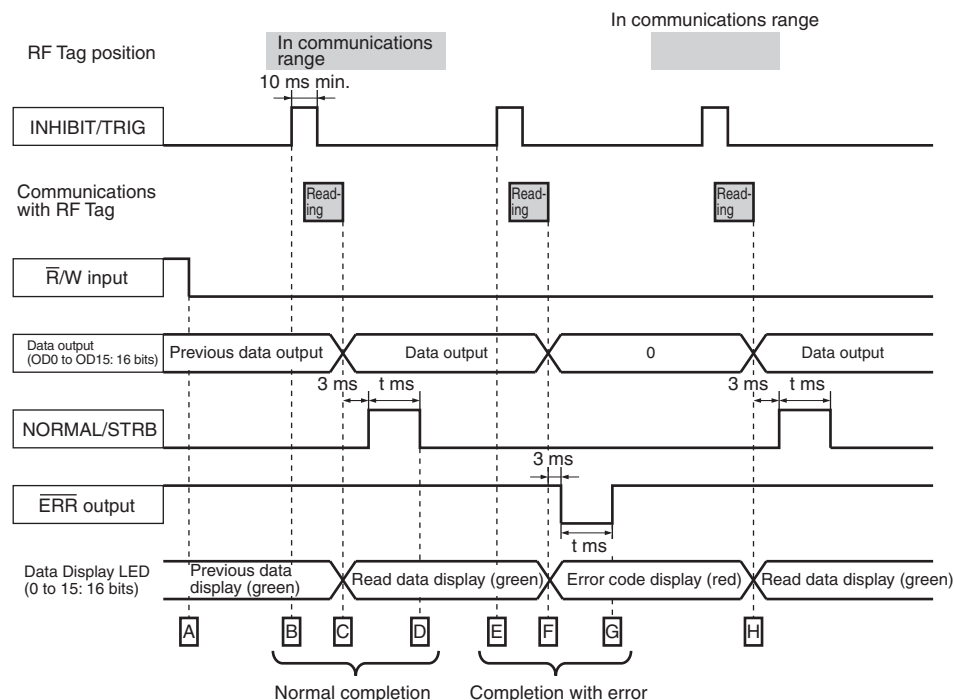 In communications range
RF Tag position
In communications
range
10 ms min.
INHIBIT/TRIG
Communications
with RF Tag
Read-
ing
Read-
ing
Read-
ing
R̅/W input
Data output
(OD0 to OD15: 16 bits)
Previous data output
Data output
0
Data output
3 ms
t ms
3 ms
t ms
NORMAL/STRB
3 ms
E̅R̅R̅ output
t ms
Data Display LED
(0 to 15: 16 bits)
Previous data
display (green)
Read data display (green)
Error code display (red)
Read data display (green)
A
B
C
D
E
F
G
H
Normal completion
Completion with error